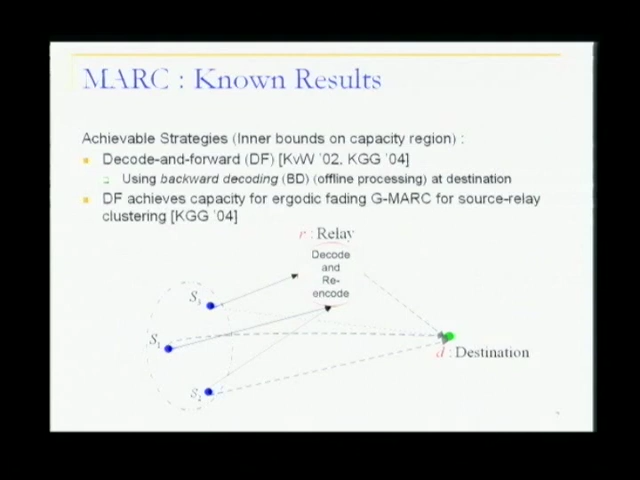 MARC : Known Results
Achievable Strategies (Inner bounds on capacity region) :
Decode-and-forward (DF) [KvW '02, KGG '04]
Using backward decoding (BD) (offline processing) at destination
DF achieves capacity for ergodic fading G-MARC for source-relay
clustering [KGG '04]
r : Relay
Decode
and
Re-
encode
S3
S1
d : Destination
S2